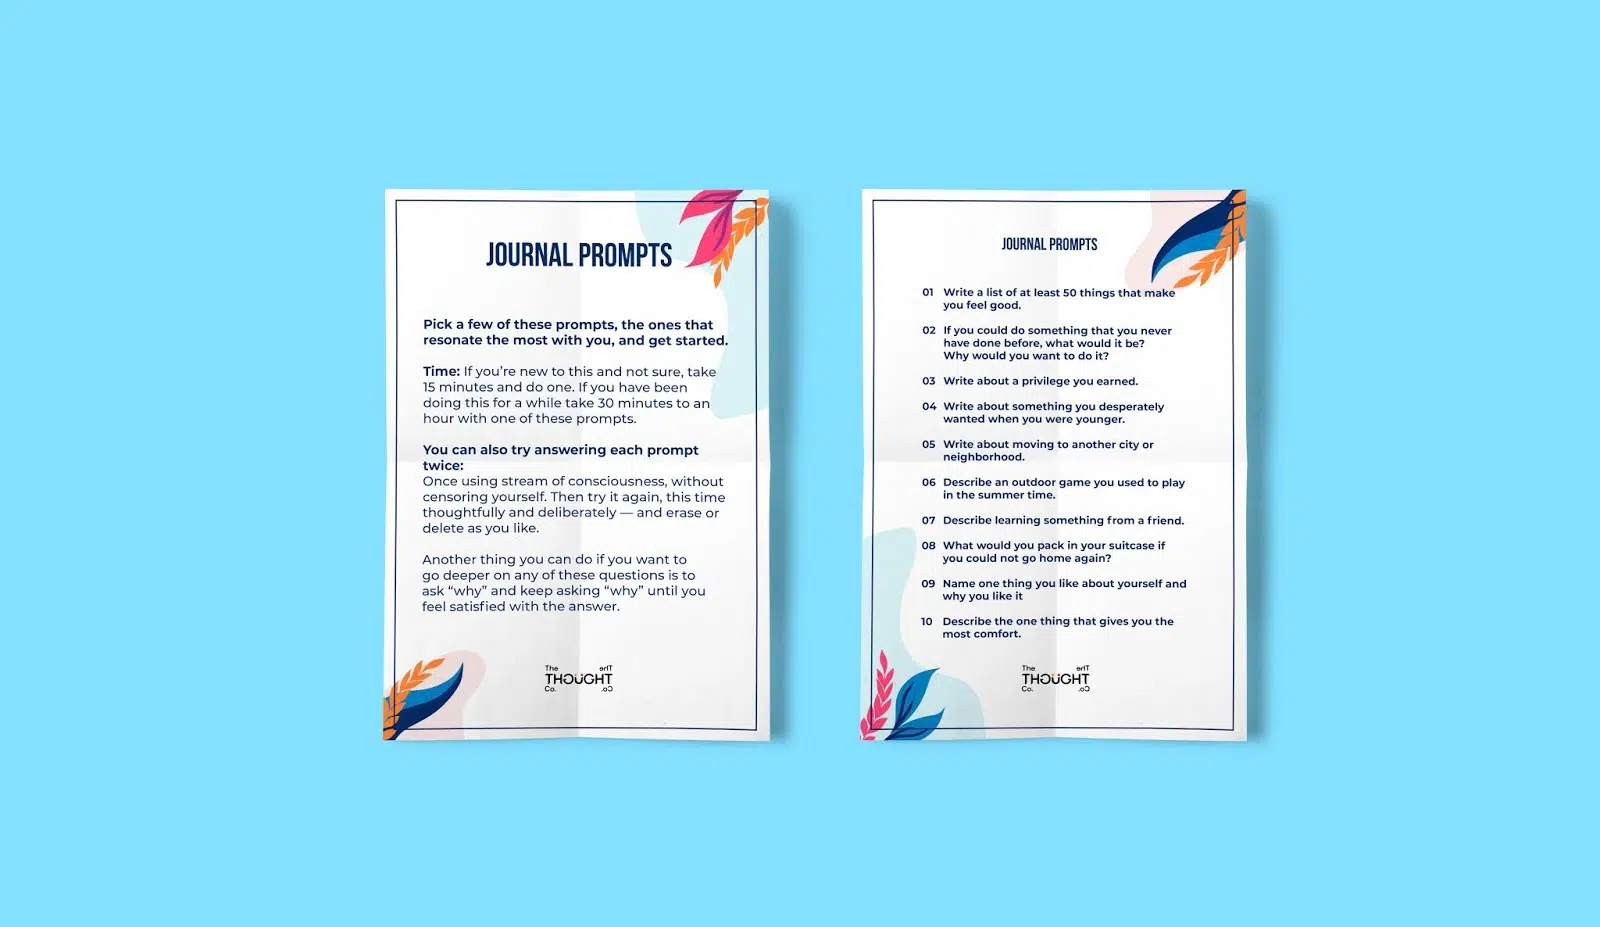 JOURNAL PROMPTS
Pick a few of these prompts, the ones that
resonate the most with you, and get started.
Time: If you're new to this and not sure, take
15 minutes and do one. If you have been
doing this for a while take 30 minutes to an
hour with one of these prompts.
You can also try answering each prompt
twice:
Once using stream of consciousness, without
censoring yourself. Then try it again, this time
thoughtfully and deliberately — and erase or
delete as you like.
Another thing you can do if you want to
go deeper on any of these questions is to
ask “why” and keep asking “why” until you
feel satisfied with the answer.
The The
THOUGHT
Co. Co.
JOURNAL PROMPTS
01 Write a list of at least 50 things that make
you feel good.
02 If you could do something that you never
have done before, what would it be?
Why would you want to do it?
03 Write about a privilege you earned.
04 Write about something you desperately
wanted when you were younger.
05 Write about moving to another city or
neighborhood.
06 Describe an outdoor game you used to play
in the summer time.
07 Describe learning something from a friend.
08 What would you pack in your suitcase if
you could not go home again?
09 Name one thing you like about yourself and
why you like it
10 Describe the one thing that gives you the
most comfort.
The The
THOUGHT
Co. Co.